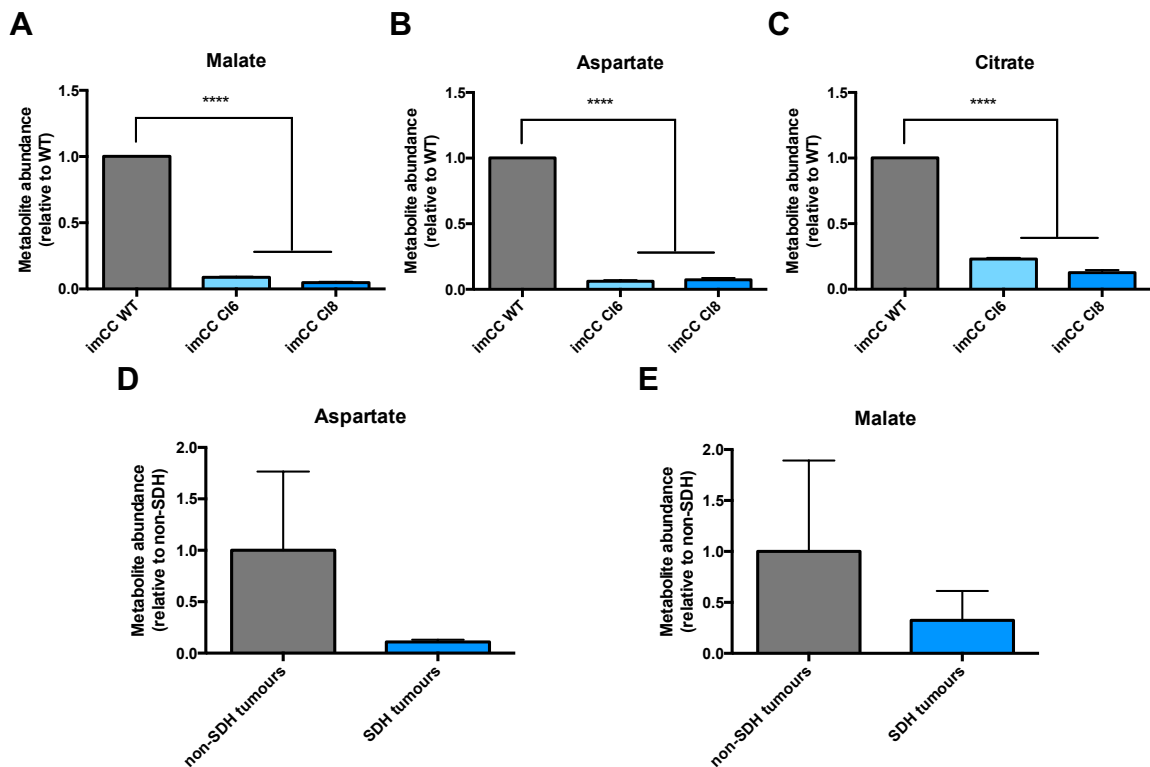 A
Malate
Metabolite abundance
(relative to WT)
1.5
1.0
0.5
0.0
****
imCC WT
imCC Cl6
imCC Cl8
B
Aspartate
Metabolite abundance
(relative to WT)
1.5
1.0
0.5
0.0
****
imCC WT
imCC Cl6
imCC Cl8
C
Citrate
Metabolite abundance
(relative to WT)
1.5
1.0
0.5
0.0
****
imCC WT
imCC Cl6
imCC Cl8
D
Aspartate
Metabolite abundance
(relative to non-SDH)
2.0
1.5
1.0
0.5
0.0
non-SDH tumours
SDH tumours
E
Malate
Metabolite abundance
(relative to non-SDH)
2.0
1.5
1.0
0.5
0.0
non-SDH tumours
SDH tumours